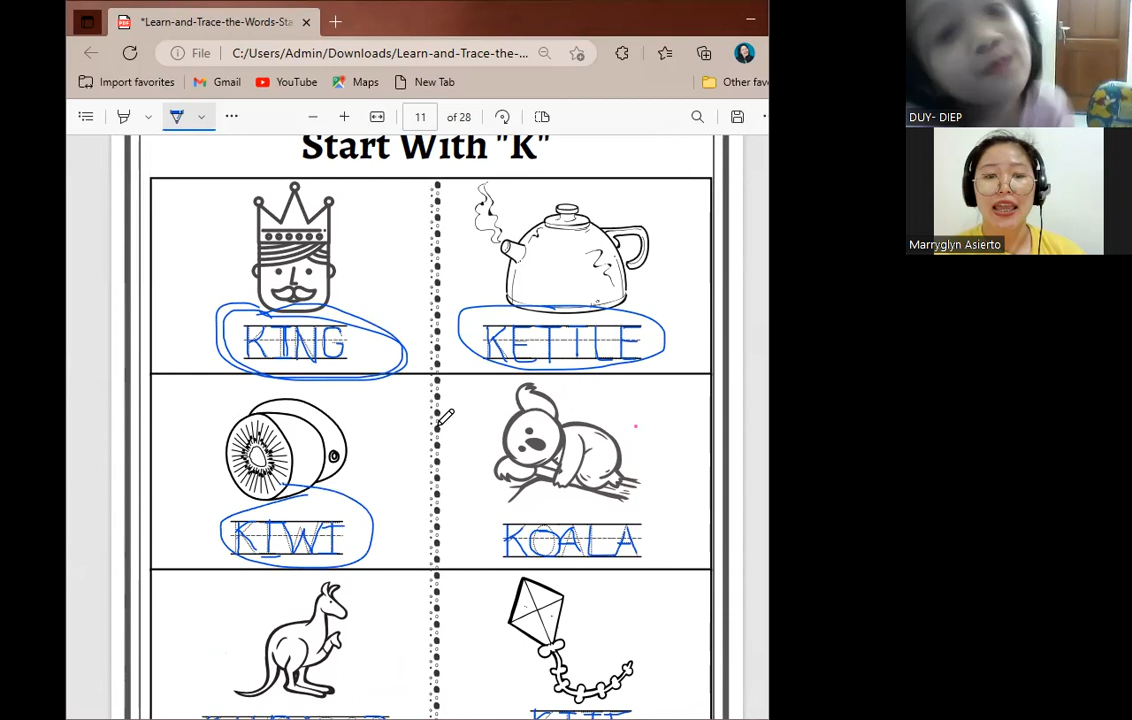 *Learn-and-Trace-the-Words-Sta
File
C:/Users/Admin/Downloads/Learn-and-Trace-the-...
Import favorites
Gmail
YouTube
Maps
New Tab
Other favo
11
of 28
Start With "K"
KING
KETTLE
KIWI
KOALA
DUY- DIEP
Marryglyn Asierto